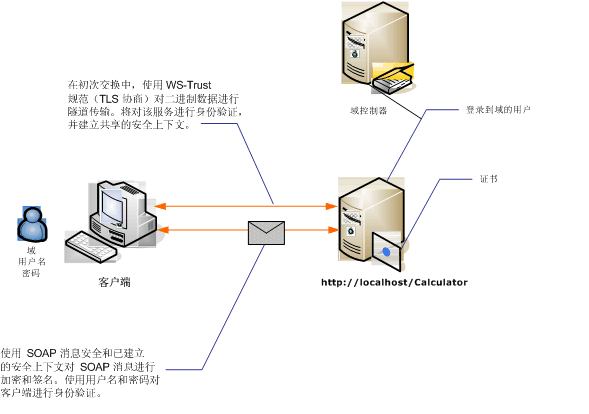 在初次交换中，使用 WS-Trust
规范（TLS 协商）对二进制数据进行
隧道传输。将对该服务进行身份验证，
并建立共享的安全上下文。
域控制器
登录到域的用户
证书
域
用户名
密码
客户端
http://localhost/Calculator
使用 SOAP 消息安全和已建立
的安全上下文对 SOAP 消息进行
加密和签名。使用用户名和密码对
客户端进行身份验证。